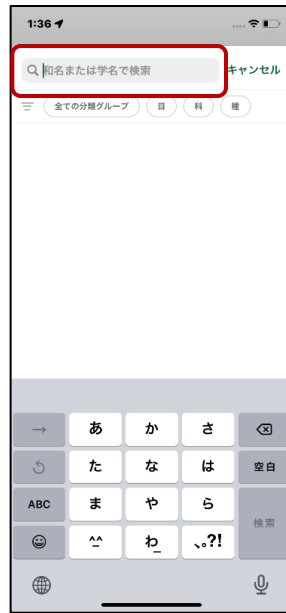 1:36
和名または学名で検索 キャンセル
全ての分類グループ 目 科 種
あ か さ
た な は 空白
ABC ま や ら
検索
^^ わ_ 、。?!